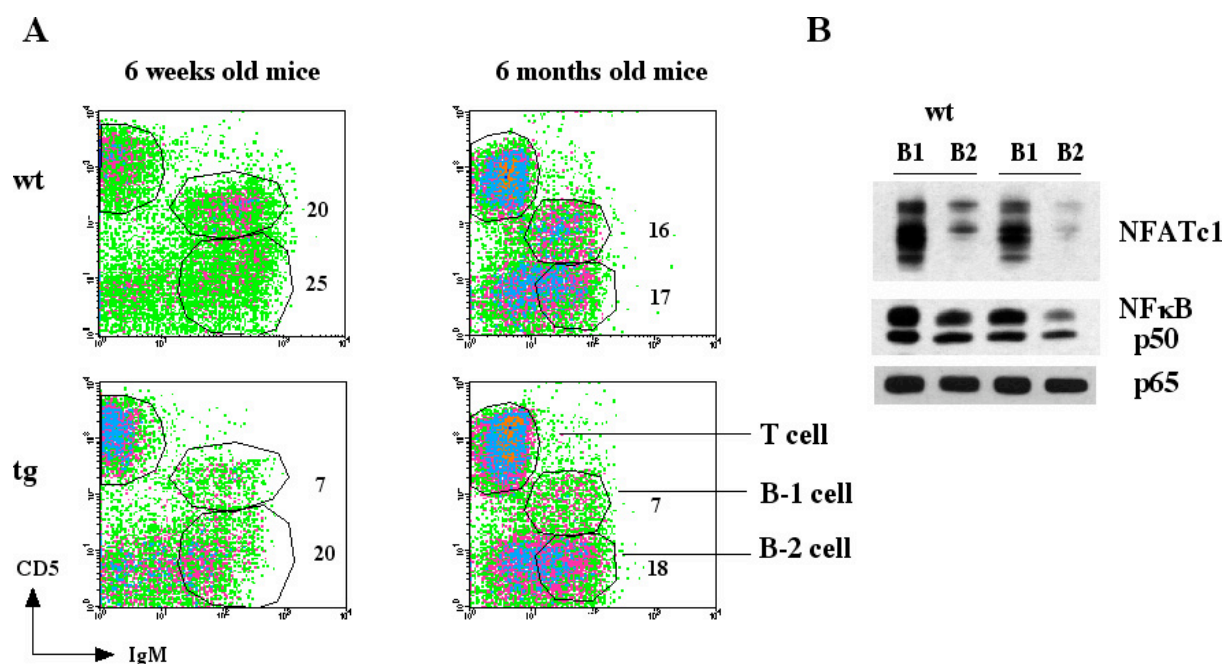 A
B
6 weeks old mice
6 months old mice
wt
20
25
16
17
tg
7
20
7
18
T cell
B-1 cell
B-2 cell
CD5
IgM
wt
B1 B2 B1 B2
NFATc1
NFκB
p50
p65